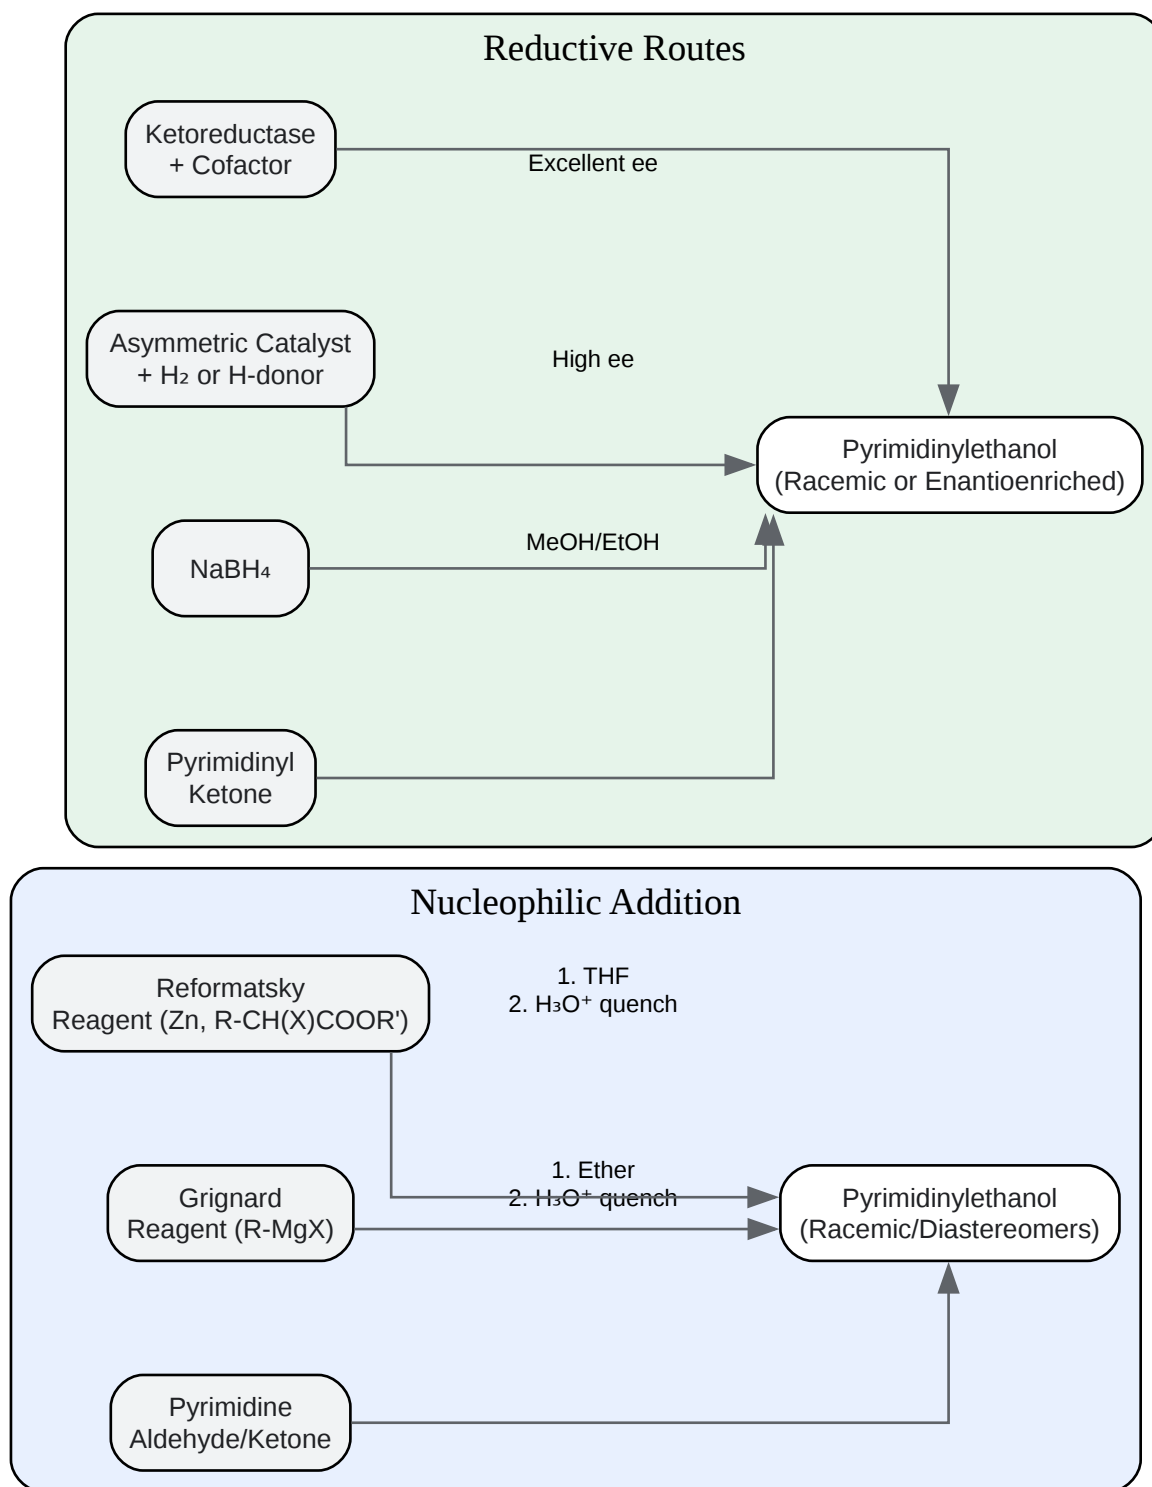 Reductive Routes
Ketoreductase
+ Cofactor
Excellent ee
Asymmetric Catalyst
+ H₂ or H-donor
High ee
Pyrimidinylethanol
(Racemic or Enantioenriched)
NaBH₄
MeOH/EtOH
Pyrimidinyl
Ketone
Nucleophilic Addition
Reformatsky
Reagent (Zn, R-CH(X)COOR')
1. THF
2. H₃O⁺ quench
Grignard
Reagent (R-MgX)
1. Ether
2. H₃O⁺ quench
Pyrimidinylethanol
(Racemic/Diastereomers)
Pyrimidine
Aldehyde/Ketone